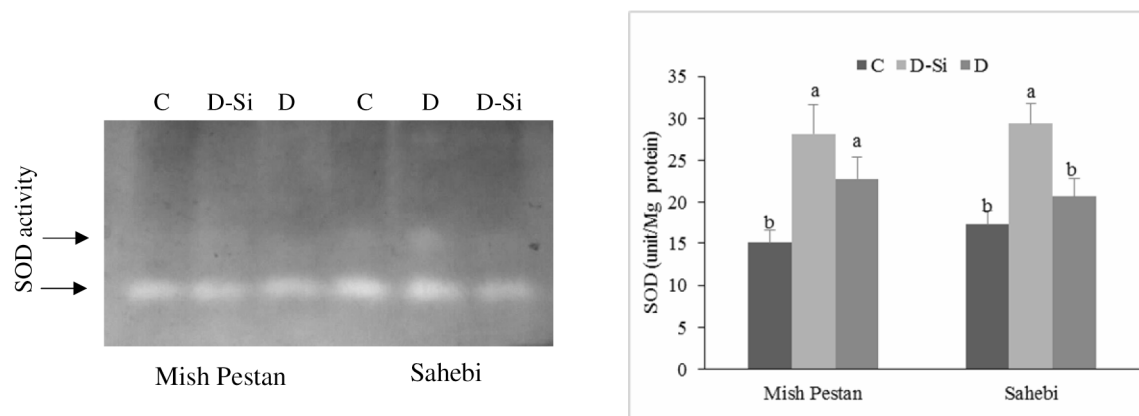 C D-Si D C D D-Si
SOD activity
Mish Pestan Sahebi
C D-Si D
SOD (unit/Mg protein)
35
30
25
20
15
10
5
0
b a a b a b
Mish Pestan Sahebi